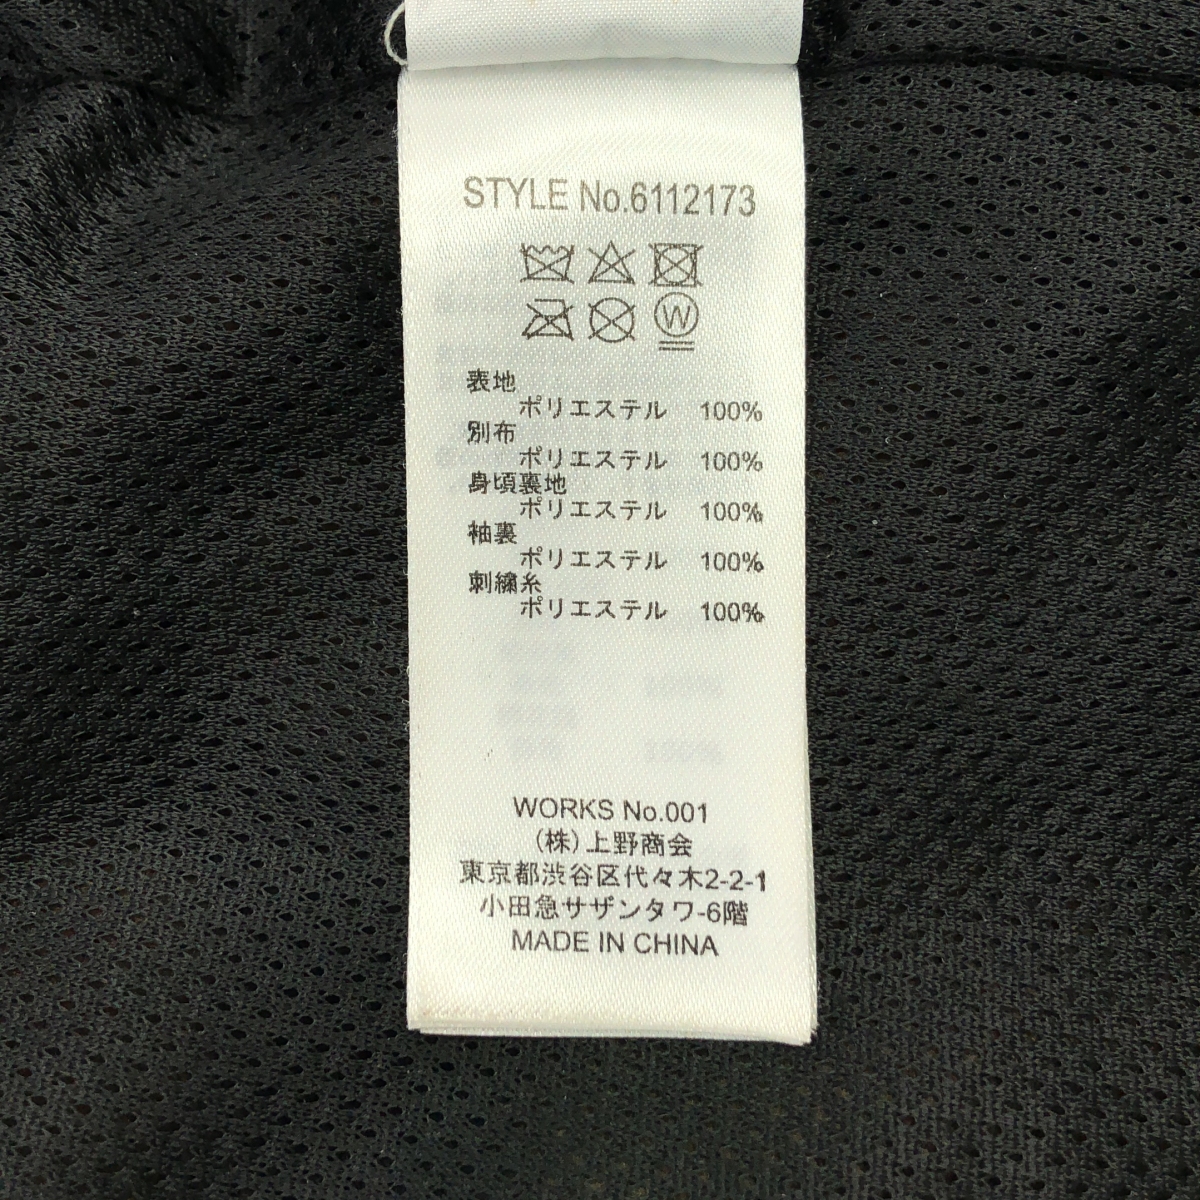 STYLE No.6112173
W
表地
ポリエステル 100%
別布
ポリエステル 100%
身頃裏地
ポリエステル 100%
袖裏
ポリエステル 100%
刺繍糸
ポリエステル 100%
WORKS No.001
(株)上野商会
東京都渋谷区代々木2-2-1
小田急サザンタワ-6階
MADE IN CHINA